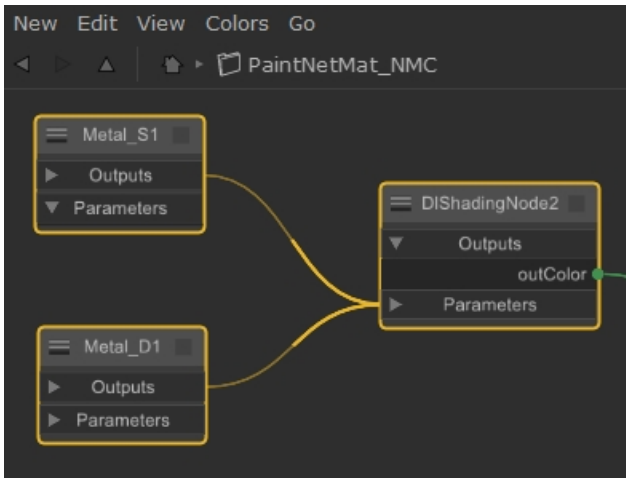 New Edit View Colors Go
PaintNetMat_NMC
Metal_S1
Outputs
Parameters
DlShadingNode2
Outputs
outColor
Parameters
Metal_D1
Outputs
Parameters